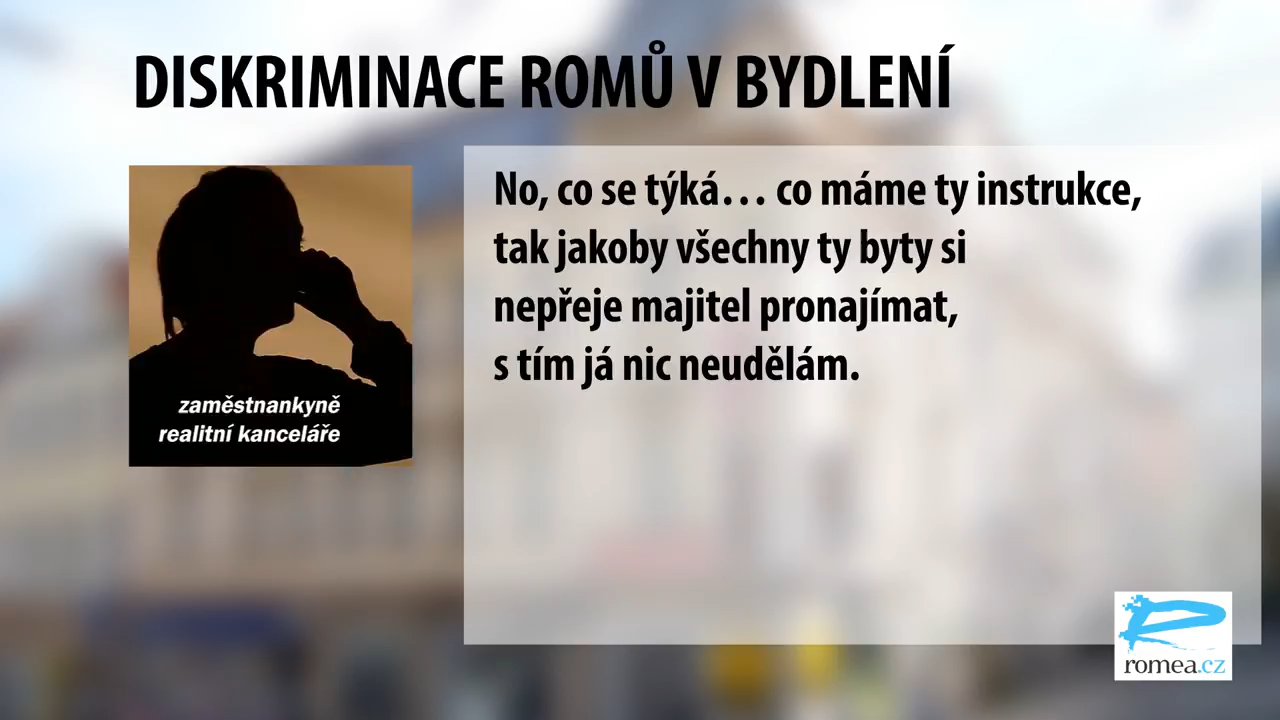 DISKRIMINACE ROMŮ V BYDLENÍ
No, co se týká... co máme ty instrukce,
tak jakoby všechny ty byty si
nepřeje majitel pronajímat,
s tím já nic neudělám.
zaměstnankyně
realitní kanceláře
romea.cz